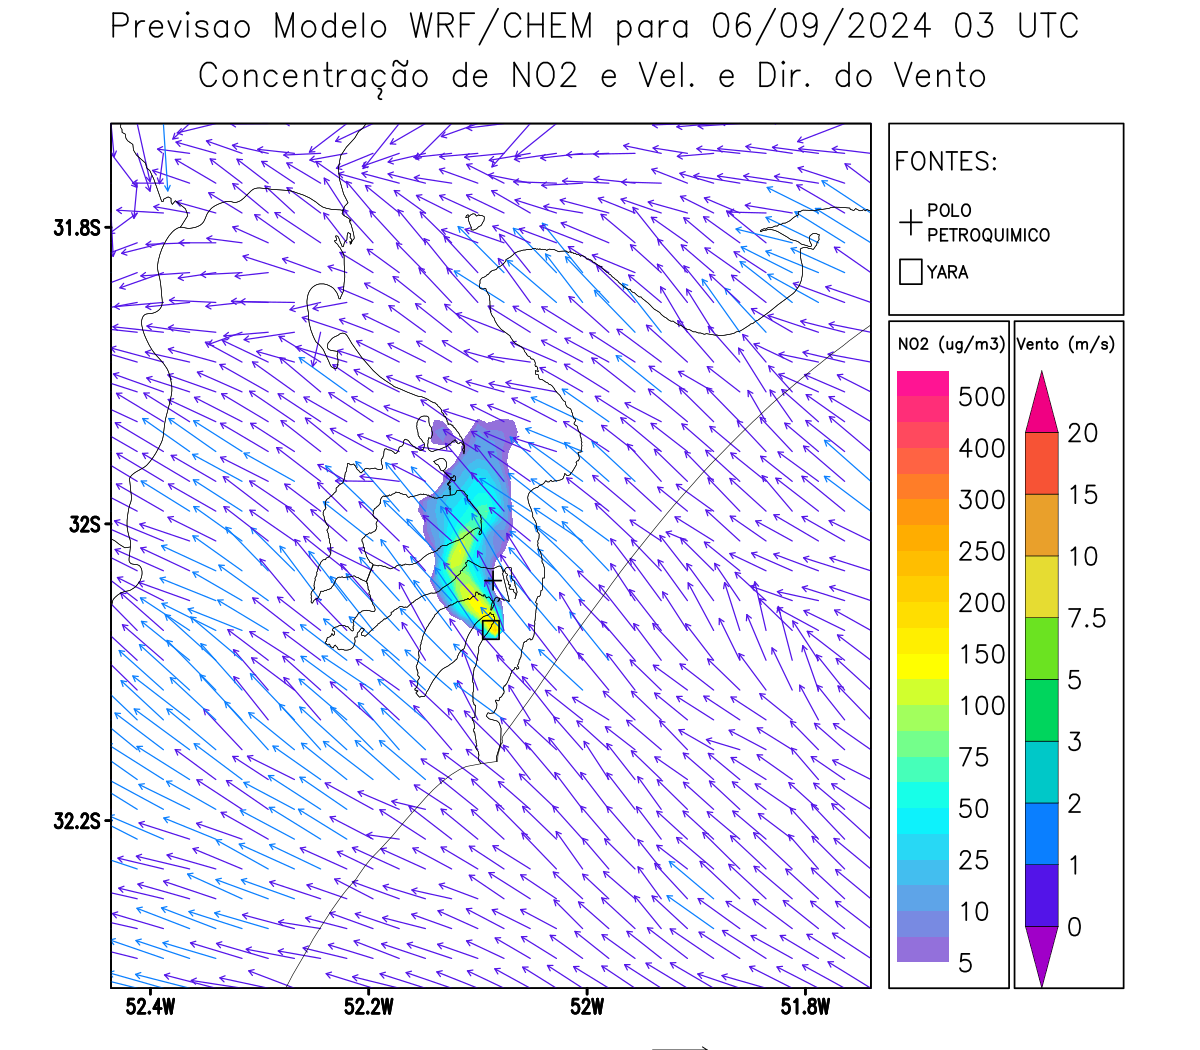 Previsao Modelo WRF/CHEM para 06/09/2024 03 UTC
Concentração de NO2 e Vel. e Dir. do Vento
FONTES:
POLO
PETROQUIMICO
YARA
NO2 (ug/m3)
500
400
300
250
200
150
100
75
50
25
10
5
Vento (m/s)
20
15
10
7.5
5
3
2
1
0
31.8S
32S
32.2S
52.4W
52.2W
52W
51.8W